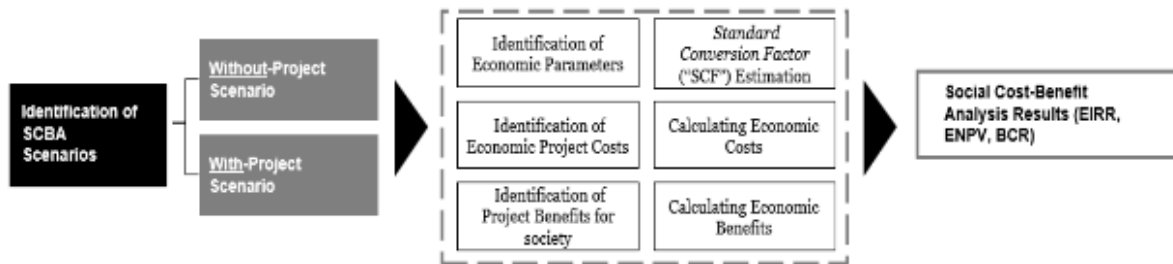 Identification of
SCBA
Scenarios
Without-Project
Scenario
With-Project
Scenario
Identification of
Economic Parameters
Standard
Conversion Factor
("SCF") Estimation
Identification of
Economic Project Costs
Calculating Economic
Costs
Identification of
Project Benefits for
society
Calculating Economic
Benefits
Social Cost-Benefit
Analysis Results (EIRR,
ENPV, BCR)